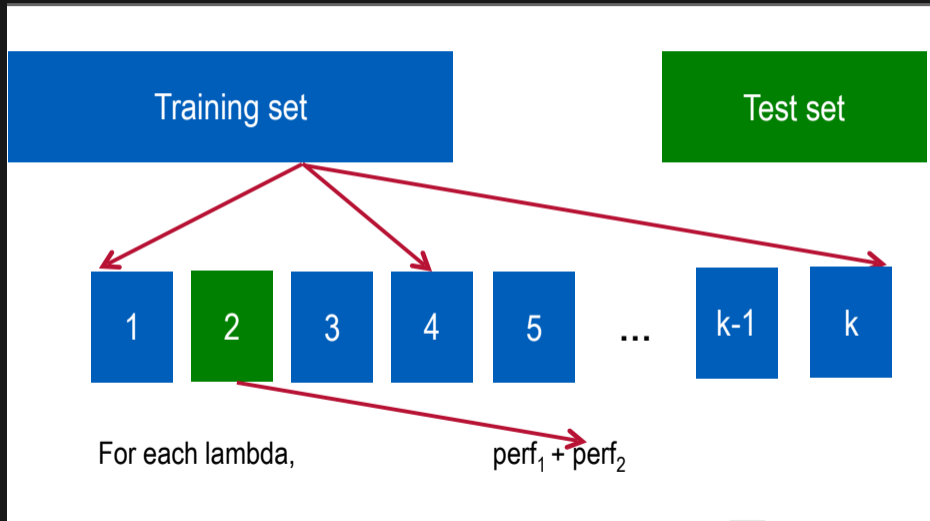 Training set
Test set
1 2 3 4 5 ... k-1 k
For each lambda, perf₁ + perf₂